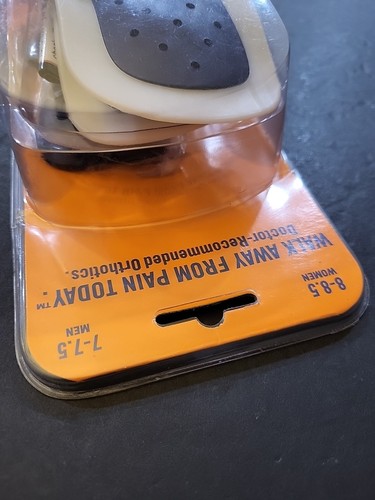 8-8.5
WOMEN
7-7.5
MEN
WALK AWAY FROM PAIN TODAY.™
Doctor-Recommended Orthotics.